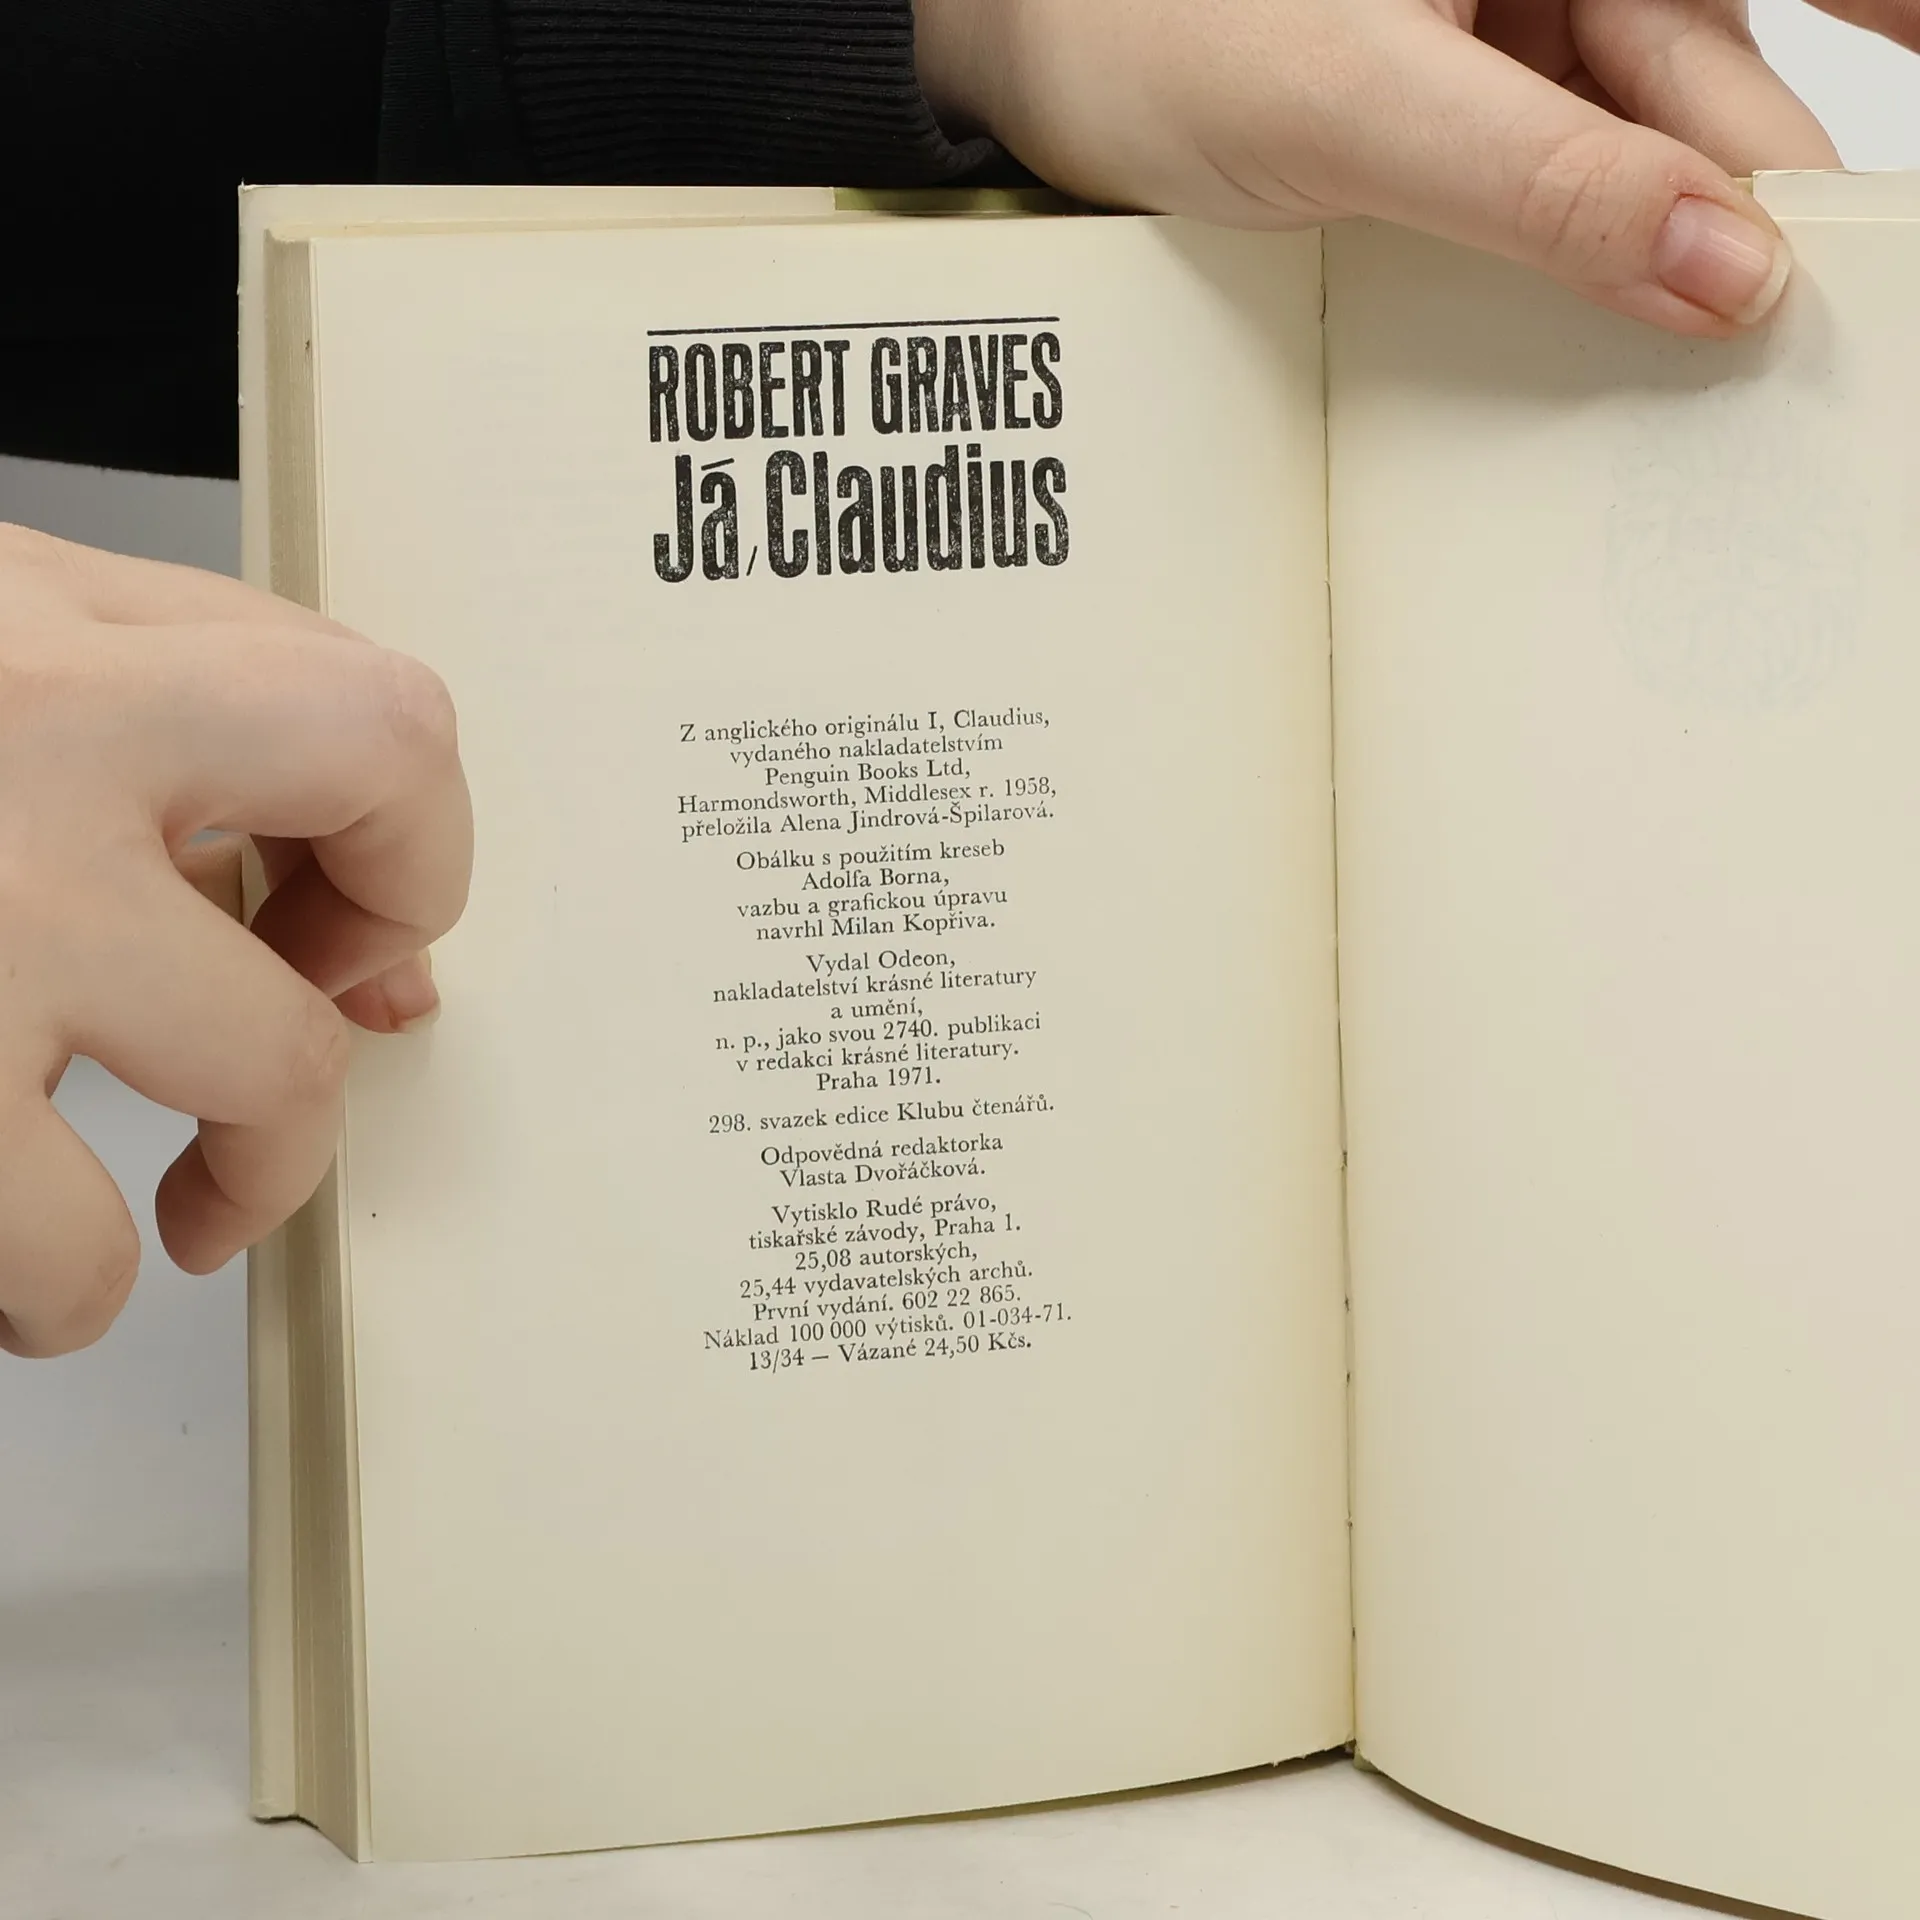 ROBERT GRAVES
Já, Claudius
Z anglického originálu I, Claudius,
vydaného nakladatelstvím
Penguin Books Ltd,
Harmondsworth, Middlesex r. 1958,
přeložila Alena Jindrová-Špilarová.
Obálku s použitím kreseb
Adolfa Borna,
vazbu a grafickou úpravu
navrhl Milan Kopřiva.
Vydal Odeon,
nakladatelství krásné literatury
a umění,
n. p., jako svou 2740. publikaci
v redakci krásné literatury.
Praha 1971.
298. svazek edice Klubu čtenářů.
Odpovědná redaktorka
Vlasta Dvořáčková.
Vytisklo Rudé právo,
tiskařské závody, Praha 1.
25,08 autorských,
25,44 vydavatelských archů.
První vydání. 602 22 865.
Náklad 100 000 výtisků. 01-034-71.
13/34 — Vázané 24,50 Kčs.